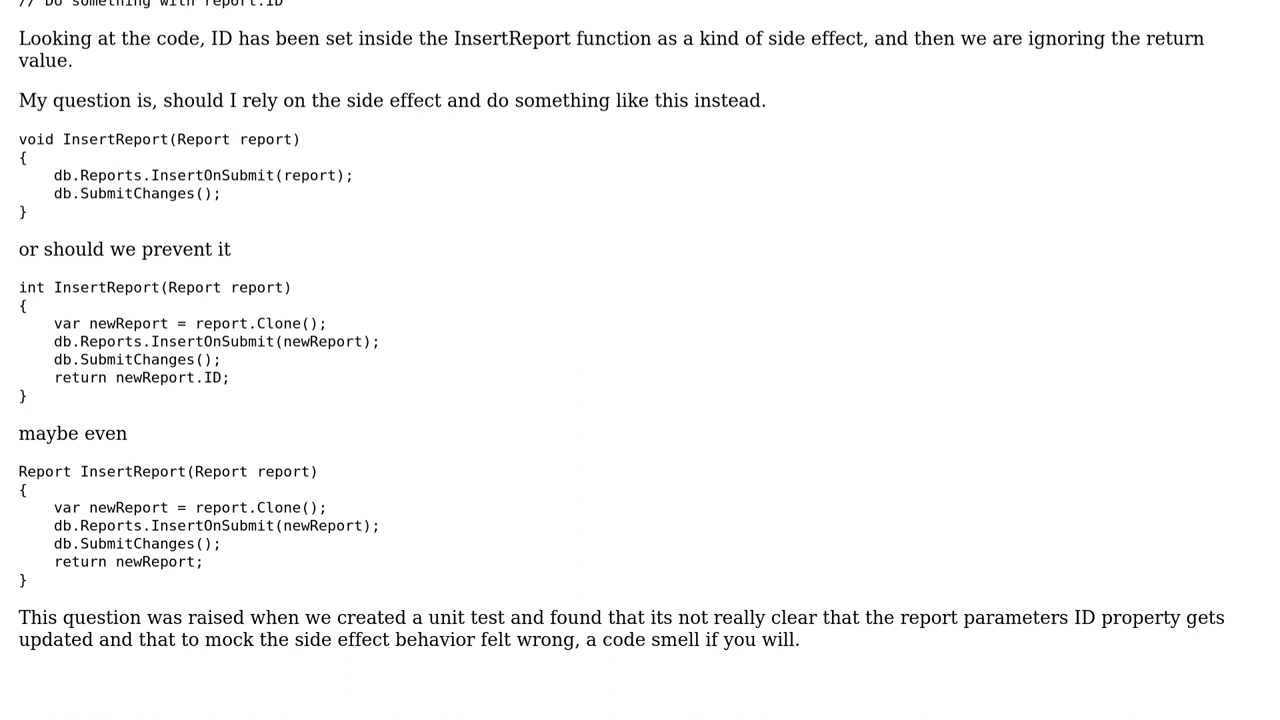 // Do something with report.ID
Looking at the code, ID has been set inside the InsertReport function as a kind of side effect, and then we are ignoring the return
value.
My question is, should I rely on the side effect and do something like this instead.
void InsertReport(Report report)
{
    db.Reports.InsertOnSubmit(report);
    db.SubmitChanges();
}
or should we prevent it
int InsertReport(Report report)
{
    var newReport = report.Clone();
    db.Reports.InsertOnSubmit(newReport);
    db.SubmitChanges();
    return newReport.ID;
}
maybe even
Report InsertReport(Report report)
{
    var newReport = report.Clone();
    db.Reports.InsertOnSubmit(newReport);
    db.SubmitChanges();
    return newReport;
}
This question was raised when we created a unit test and found that its not really clear that the report parameters ID property gets
updated and that to mock the side effect behavior felt wrong, a code smell if you will.